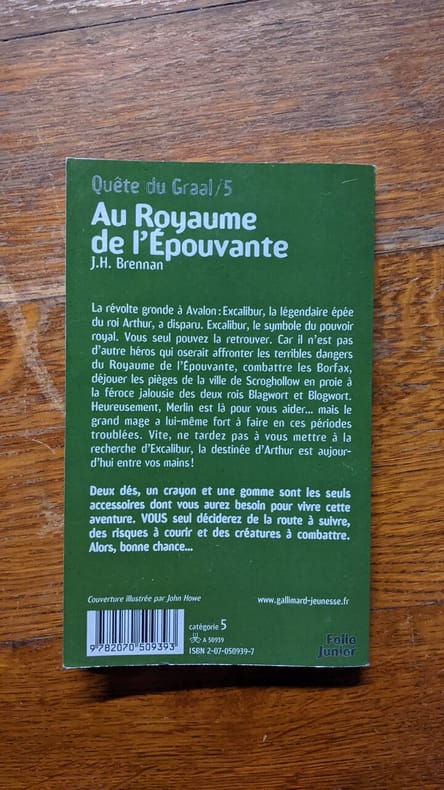 Quête du Graal/5
Au Royaume
de l'Épouvante
J.H. Brennan
La révolte gronde à Avalon : Excalibur, la légendaire épée
du roi Arthur, a disparu. Excalibur, le symbole du pouvoir
royal. Vous seul pouvez la retrouver. Car il n'est pas
d'autre héros qui oserait affronter les terribles dangers
du Royaume de l'Épouvante, combattre les Borfax,
déjouer les pièges de la ville de Scroghollow en proie à
la féroce jalousie des deux rois Blagwort et Blogwort.
Heureusement, Merlin est là pour vous aider... mais le
grand mage a lui-même fort à faire en ces périodes
troublées. Vite, ne tardez pas à vous mettre à la
recherche d'Excalibur, la destinée d'Arthur est aujour-
d'hui entre vos mains !
Deux dés, un crayon et une gomme sont les seuls
accessoires dont vous aurez besoin pour vivre cette
aventure. VOUS seul déciderez de la route à suivre,
des risques à courir et des créatures à combattre.
Alors, bonne chance...
Couverture illustrée par John Howe
www.gallimard-jeunesse.fr
catégorie 5
A 50939
ISBN 2-07-050939-7
9 782070 509393
Folio
Junior